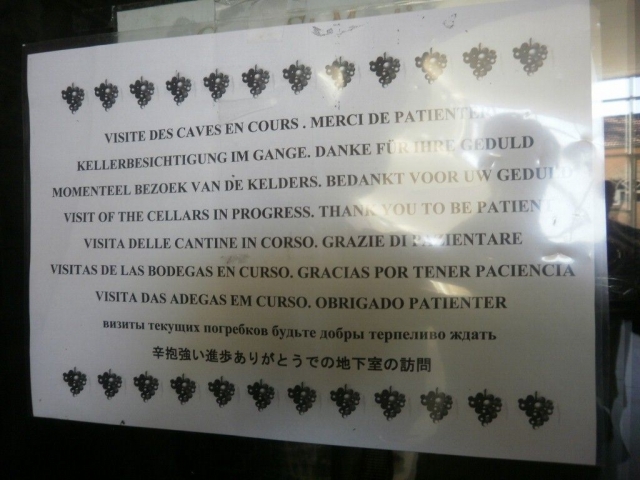 VISITE DES CAVES EN COURS . MERCI DE PATIENTER
KELLERBESICHTIGUNG IM GANGE. DANKE FÜR IHRE GEDULD
MOMENTEEL BEZOEK VAN DE KELDERS. BEDANKT VOOR UW GEDULD
VISIT OF THE CELLARS IN PROGRESS. THANK YOU TO BE PATIENT
VISITA DELLE CANTINE IN CORSO. GRAZIE DI PAZIENTARE
VISITAS DE LAS BODEGAS EN CURSO. GRACIAS POR TENER PACIENCIA
VISITA DAS ADEGAS EM CURSO. OBRIGADO PATIENTER
визиты текущих погребков будьте добры терпеливо ждать
辛抱強い進歩ありがとうでの地下室の訪問